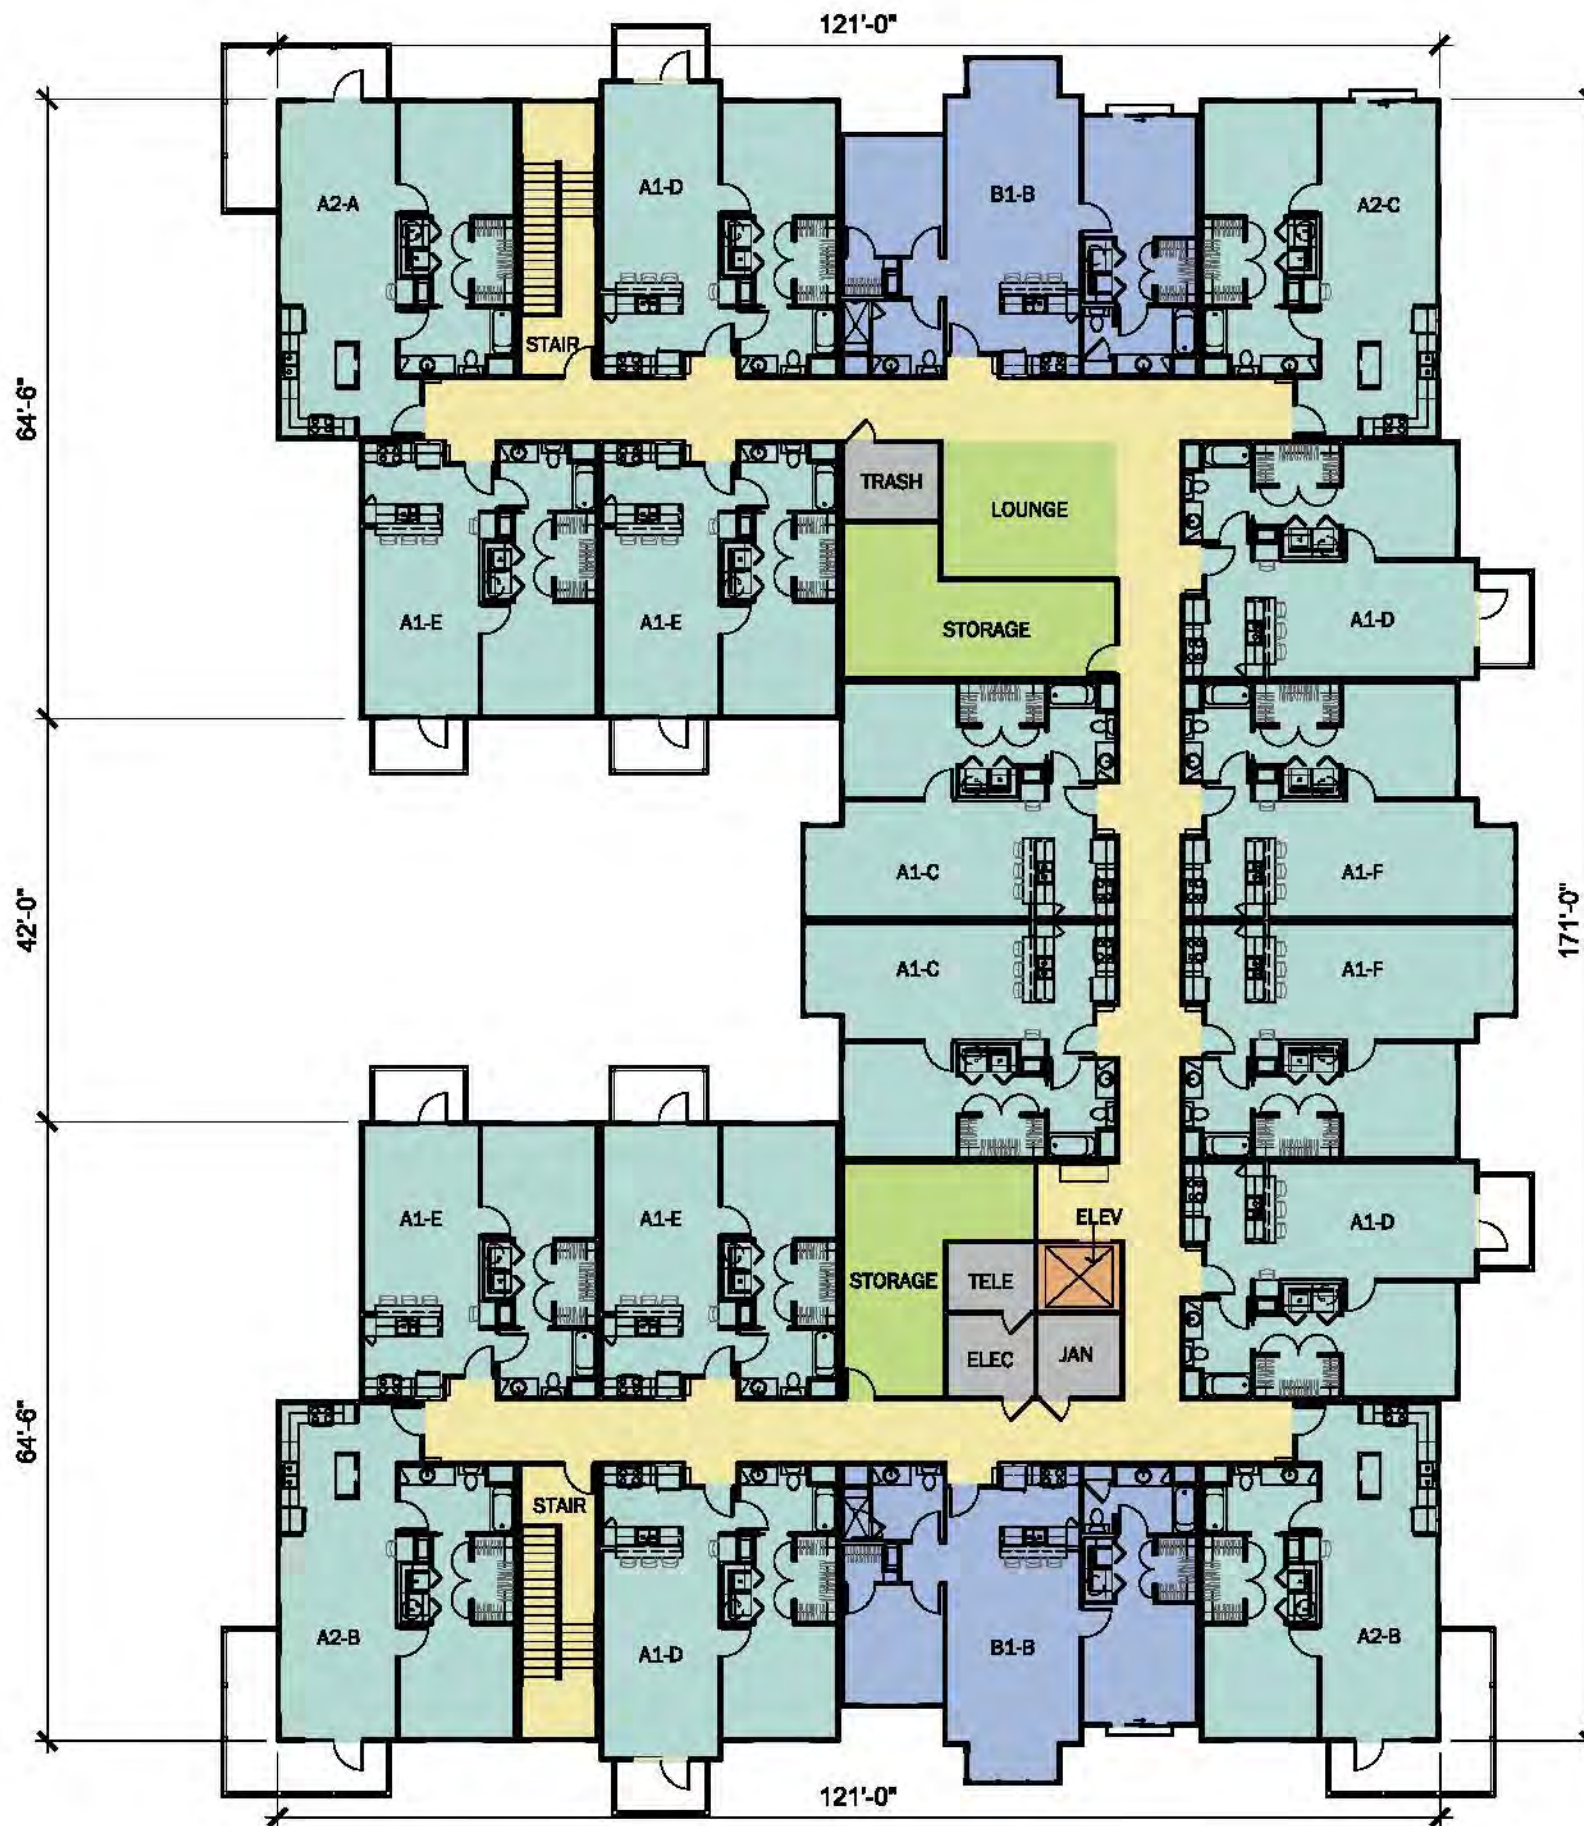 121'-0"
A2-A
A1-D
B1-B
A2-C
STAIR
64'-6"
TRASH
LOUNGE
A1-E
A1-E
STORAGE
A1-D
42'-0"
A1-C
A1-F
171'-0"
A1-C
A1-F
A1-E
A1-E
ELEV
A1-D
STORAGE
TELE
ELEC
JAN
64'-6"
STAIR
A2-B
A1-D
B1-B
A2-B
121'-0"